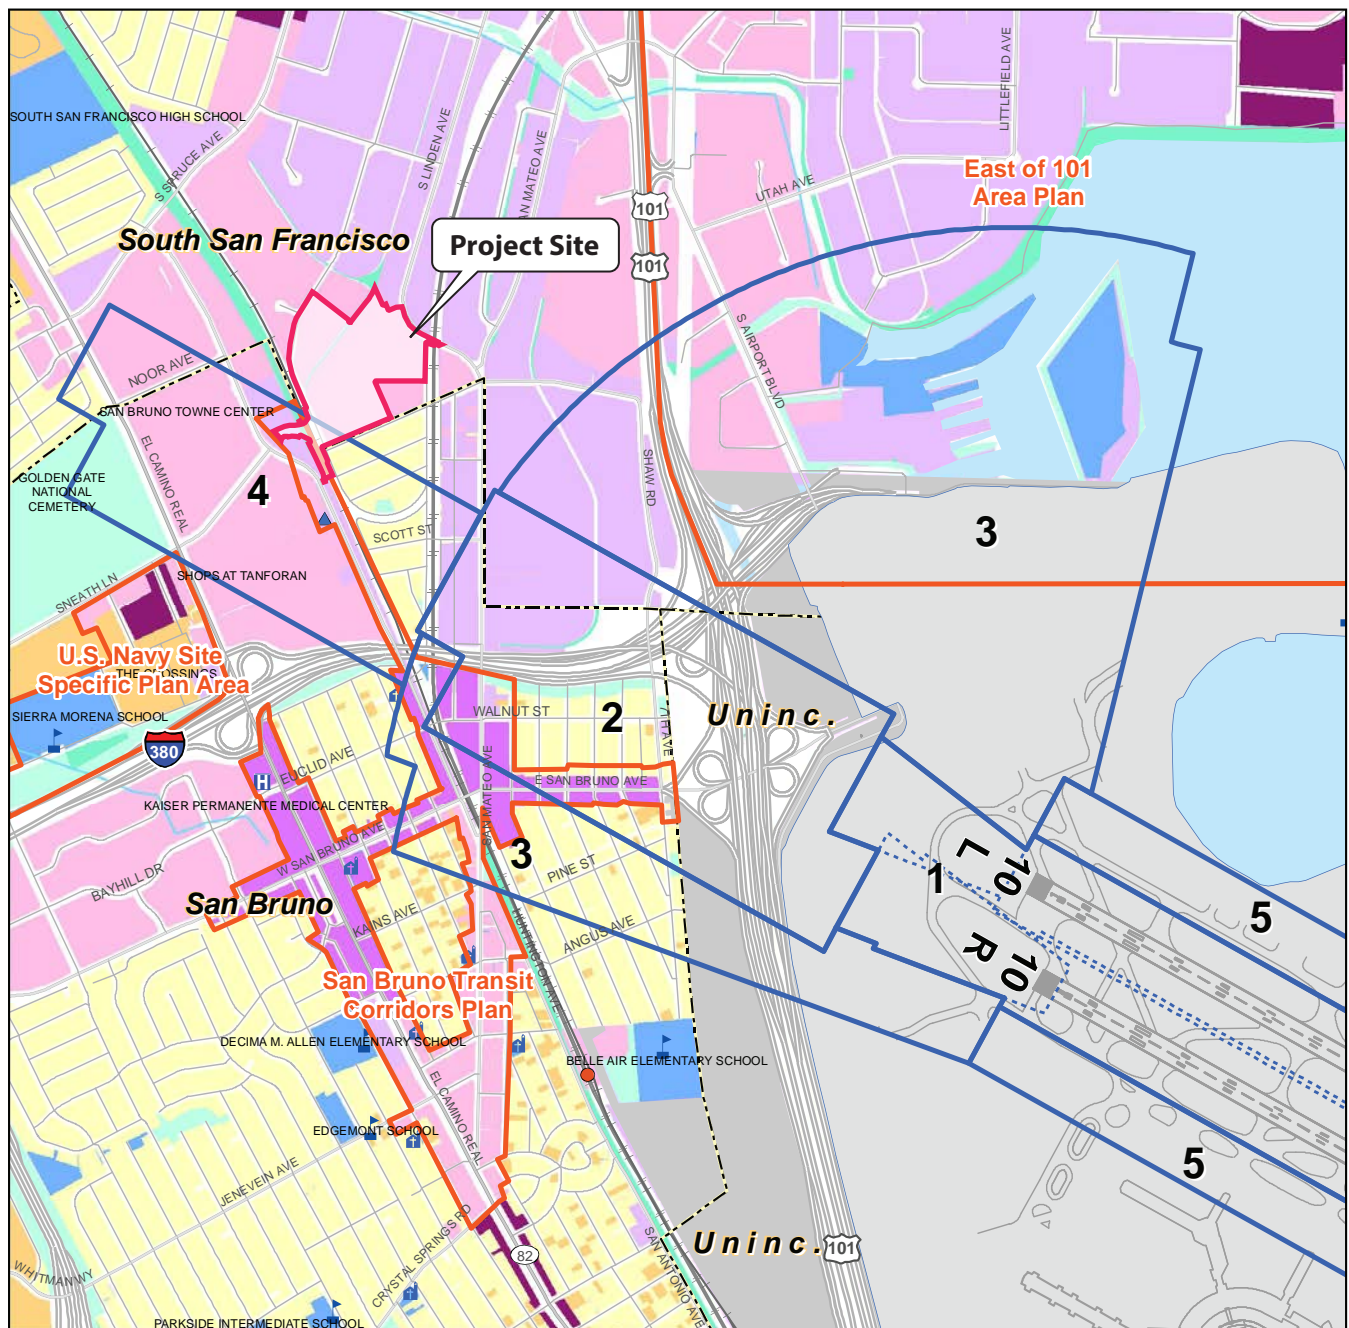 LITTLEFIELD AVE
SOUTH SAN FRANCISCO HIGH SCHOOL
S SPRUCE AVE
S LINDEN AVE
AN MATEO AVE
UTAH AVE
East of 101
Area Plan
101
101
South San Francisco
Project Site
S AIRPORT BLVD
NOOR AVE
SAN BRUNO TOWNE CENTER
EL CAMINO REAL
GOLDEN GATE
NATIONAL
CEMETERY
4
SHAW RD
3
SCOTT ST
SNEATH LN
SHOPS AT TANFORAN
U.S. Navy Site
Specific Plan Area
THE CROSSINGS
SIERRA MORENA SCHOOL
380
WALNUT ST
2
7TH AVE
Uninc.
EUCLID AVE
H
KAISER PERMANENTE MEDICAL CENTER
E SAN BRUNO AVE
SAN MATEO AVE
W SAN BRUNO AVE
3
PINE ST
BAYHILL DR
San Bruno
KAINS AVE
HUNTINGTON AVE
ANGUS AVE
1
10
L
10
R
5
San Bruno Transit
Corridors Plan
DECIMA M. ALLEN ELEMENTARY SCHOOL
BELLE AIR ELEMENTARY SCHOOL
EL CAMINO REAL
EDGEMONT SCHOOL
JENEVEIN AVE
5
CRYSTAL SPRINGS RD
82
SAN ANTONIO AVE
Uninc.
101
WHITMAN WY
PARKSIDE INTERMEDIATE SCHOOL